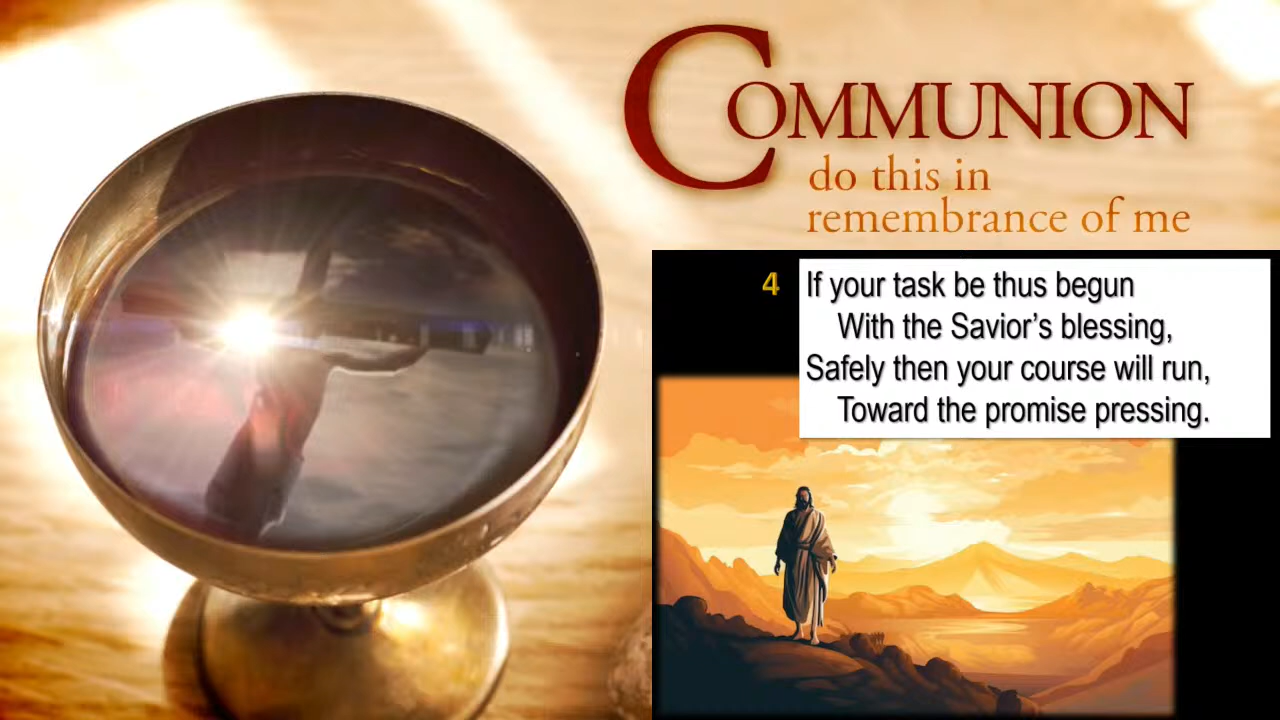 COMMUNION
do this in
remembrance of me
4 If your task be thus begun
With the Savior’s blessing,
Safely then your course will run,
Toward the promise pressing.